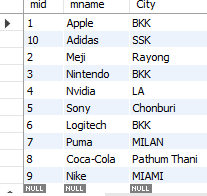 mid mname City
1 Apple BKK
10 Adidas SSK
2 Meji Rayong
3 Nintendo BKK
4 Nvidia LA
5 Sony Chonburi
6 Logitech BKK
7 Puma MILAN
8 Coca-Cola Pathum Thani
9 Nike MIAMI
NULL NULL NULL